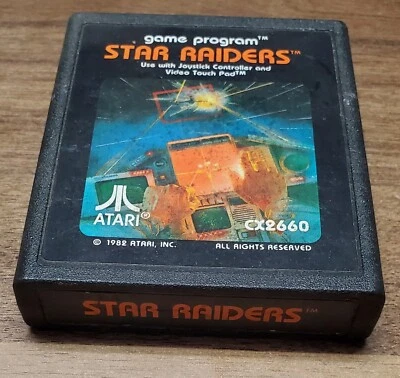 game program™
STAR RAIDERS™
Use with Joystick Controller and
Video Touch Pad™
ATARI®
CX2660
© 1982 ATARI, INC. ALL RIGHTS RESERVED
STAR RAIDERS™